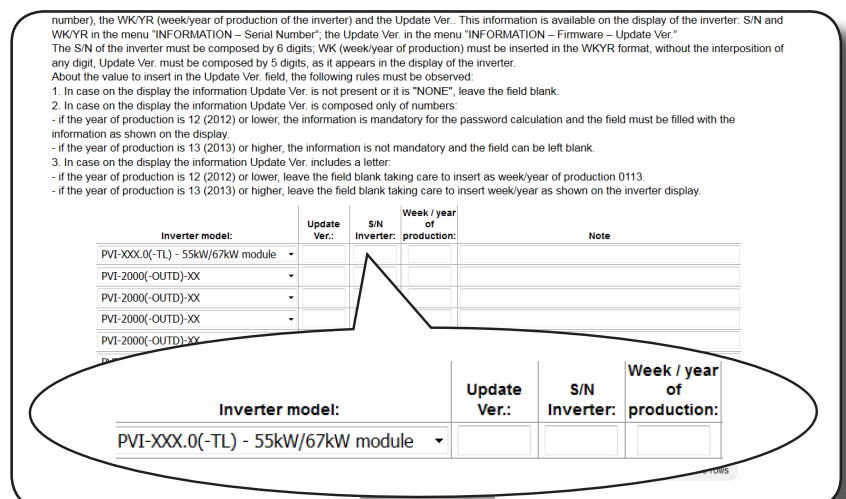 number), the WK/YR (week/year of production of the inverter) and the Update Ver.. This information is available on the display of the inverter: S/N and
WK/YR in the menu “INFORMATION – Serial Number”; the Update Ver. in the menu “INFORMATION – Firmware – Update Ver.”
The S/N of the inverter must be composed by 6 digits; WK (week/year of production) must be inserted in the WKYR format, without the interposition of
any digit, Update Ver. must be composed by 5 digits, as it appears in the display of the inverter.
About the value to insert in the Update Ver. field, the following rules must be observed:
1. In case on the display the information Update Ver. is not present or it is "NONE", leave the field blank.
2. In case on the display the information Update Ver. is composed only of numbers:
- if the year of production is 12 (2012) or lower, the information is mandatory for the password calculation and the field must be filled with the
information as shown on the display.
- if the year of production is 13 (2013) or higher, the information is not mandatory and the field can be left blank.
3. In case on the display the information Update Ver. includes a letter:
- if the year of production is 12 (2012) or lower, leave the field blank taking care to insert as week/year of production 0113.
- if the year of production is 13 (2013) or higher, leave the field blank taking care to insert week/year as shown on the inverter display.
Inverter model: Update Ver.: S/N Inverter: Week / year of production: Note
PVI-XXX.0(-TL) - 55kW/67kW module
PVI-2000(-OUTD)-XX
PVI-2000(-OUTD)-XX
PVI-2000(-OUTD)-XX
PVI-2000(-OUTD)-XX
Inverter model: Update Ver.: S/N Inverter: Week / year of production:
PVI-XXX.0(-TL) - 55kW/67kW module